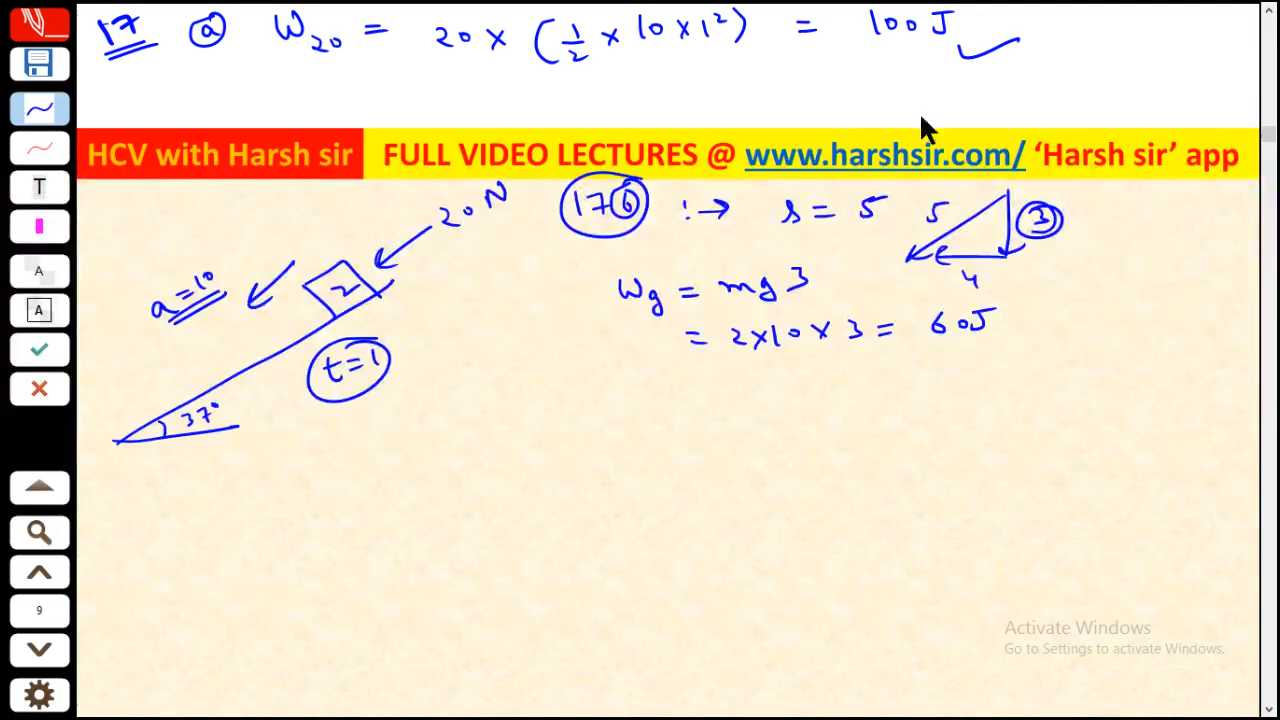 17 (a) W₂₀ = 20 × (1/2 × 10 × 1²) = 100 J
HCV with Harsh sir FULL VIDEO LECTURES @ www.harshsir.com/ ‘Harsh sir’ app
20 N
a = 10
2
t = 1
37°
17 (b) :→ s = 5
5
3
4
Wg = mg3
= 2×10×3 = 60J
T
A
A
9
Activate Windows
Go to Settings to activate Windows.